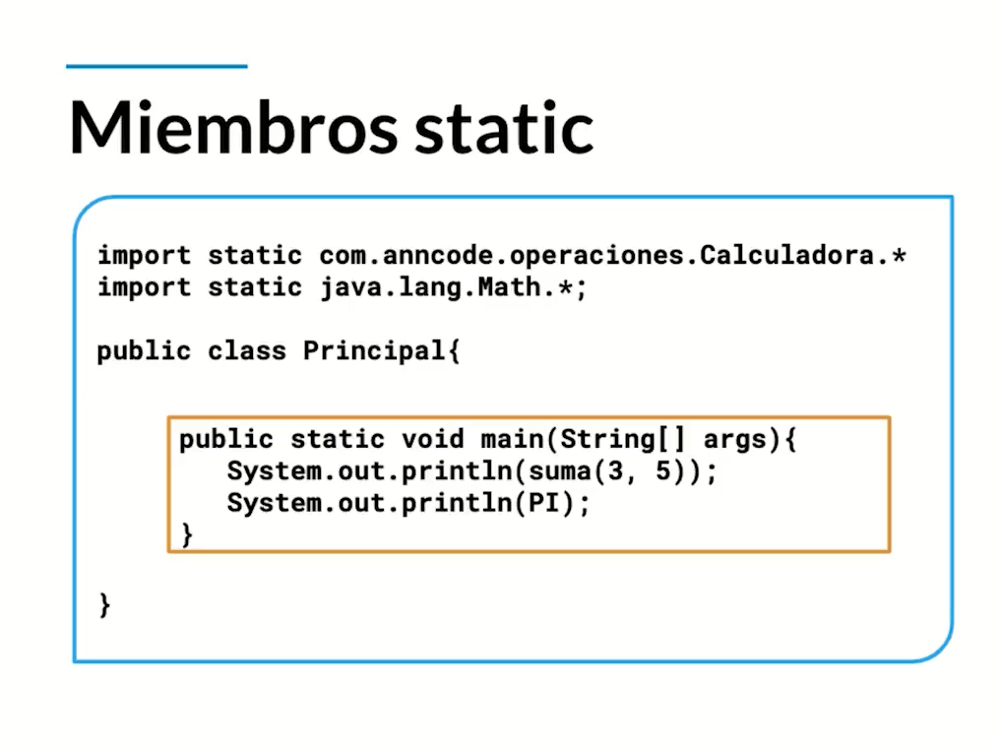 Miembros static
import static com.anncode.operaciones.Calculadora.*
import static java.lang.Math.*;
public class Principal{
public static void main(String[] args){
System.out.println(suma(3, 5));
System.out.println(PI);
}
}